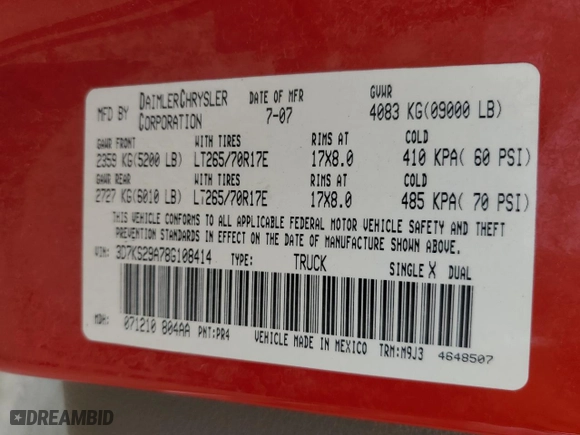 MFD BY DAIMLERCHRYSLER CORPORATION DATE OF MFR 7-07 GVWR 4083 KG(09000 LB)
GAWR FRONT WITH TIRES RIMS AT COLD
2359 KG(5200 LB) LT265/70R17E 17X8.0 410 KPA( 60 PSI)
GAWR REAR WITH TIRES RIMS AT COLD
2727 KG(6010 LB) LT265/70R17E 17X8.0 485 KPA( 70 PSI)
THIS VEHICLE CONFORMS TO ALL APPLICABLE FEDERAL MOTOR VEHICLE SAFETY AND THEFT
PREVENTION STANDARDS IN EFFECT ON THE DATE OF MANUFACTURE SHOWN ABOVE.
VIN: 3D7KS29A78G108414 TYPE: TRUCK SINGLE X DUAL
MDH: 071210 804AA PNT:PR4 VEHICLE MADE IN MEXICO TRM:M9J3 4648507
DREAMBID